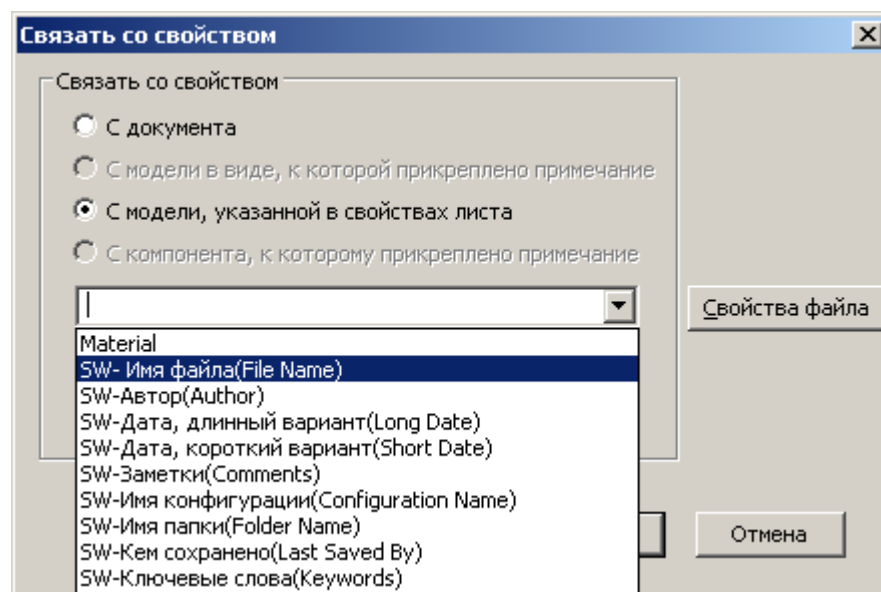 Связать со свойством
Связать со свойством
С документа
С модели в виде, к которой прикреплено примечание
С модели, указанной в свойствах листа
С компонента, к которому прикреплено примечание
Свойства файла
Material
SW- Имя файла(File Name)
SW-Автор(Author)
SW-Дата, длинный вариант(Long Date)
SW-Дата, короткий вариант(Short Date)
SW-Заметки(Comments)
SW-Имя конфигурации(Configuration Name)
SW-Имя папки(Folder Name)
Отмена
SW-Кем сохранено(Last Saved By)
SW-Ключевые слова(Keywords)